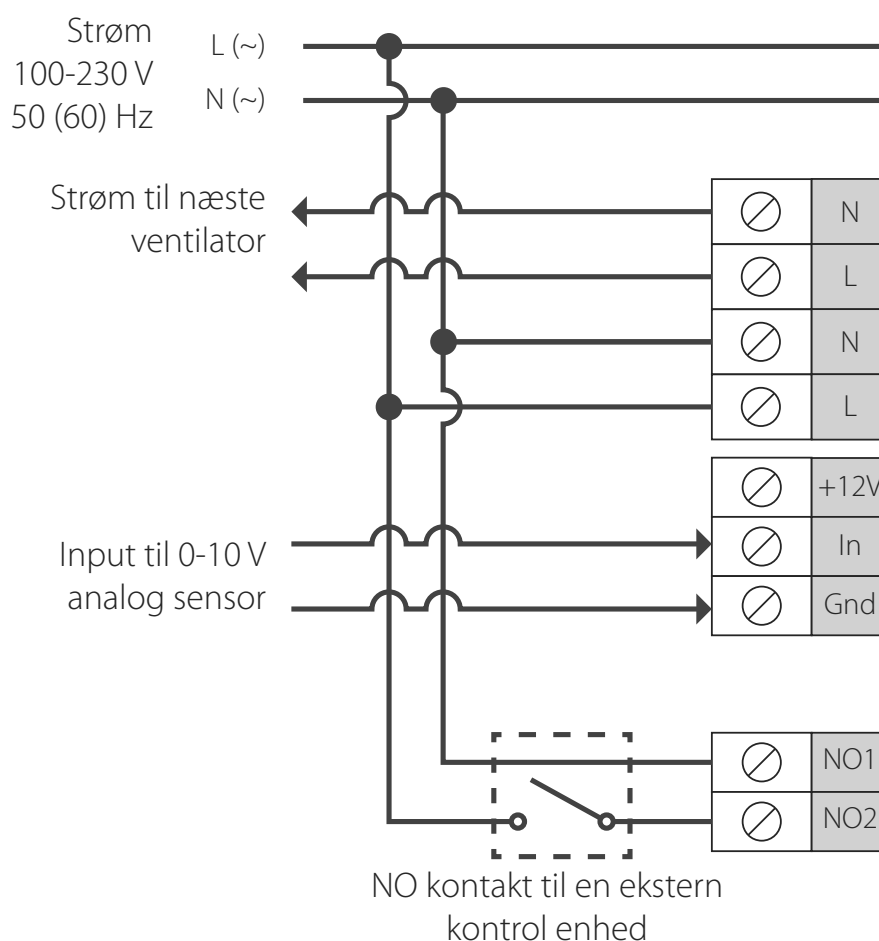 Strøm
100-230 V
50 (60) Hz
L (~)
N (~)
Strøm til næste
ventilator
N
L
N
L
+12V
In
Gnd
Input til 0-10 V
analog sensor
NO1
NO2
NO kontakt til en ekstern
kontrol enhed